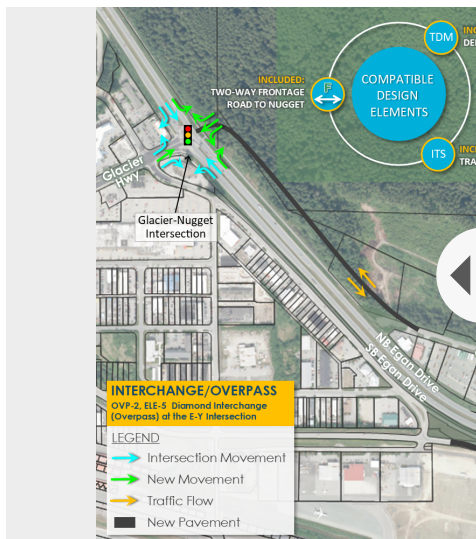 TDM
INCLUDED:
TWO-WAY FRONTAGE
ROAD TO NUGGET
F
COMPATIBLE
DESIGN
ELEMENTS
ITS
Glacier
Hwy
Glacier-Nugget
Intersection
NB Egan Drive
SB Egan Drive
INTERCHANGE/OVERPASS
OVP-2, ELE-5 Diamond Interchange
(Overpass) at the E-Y Intersection
LEGEND
Intersection Movement
New Movement
Traffic Flow
New Pavement